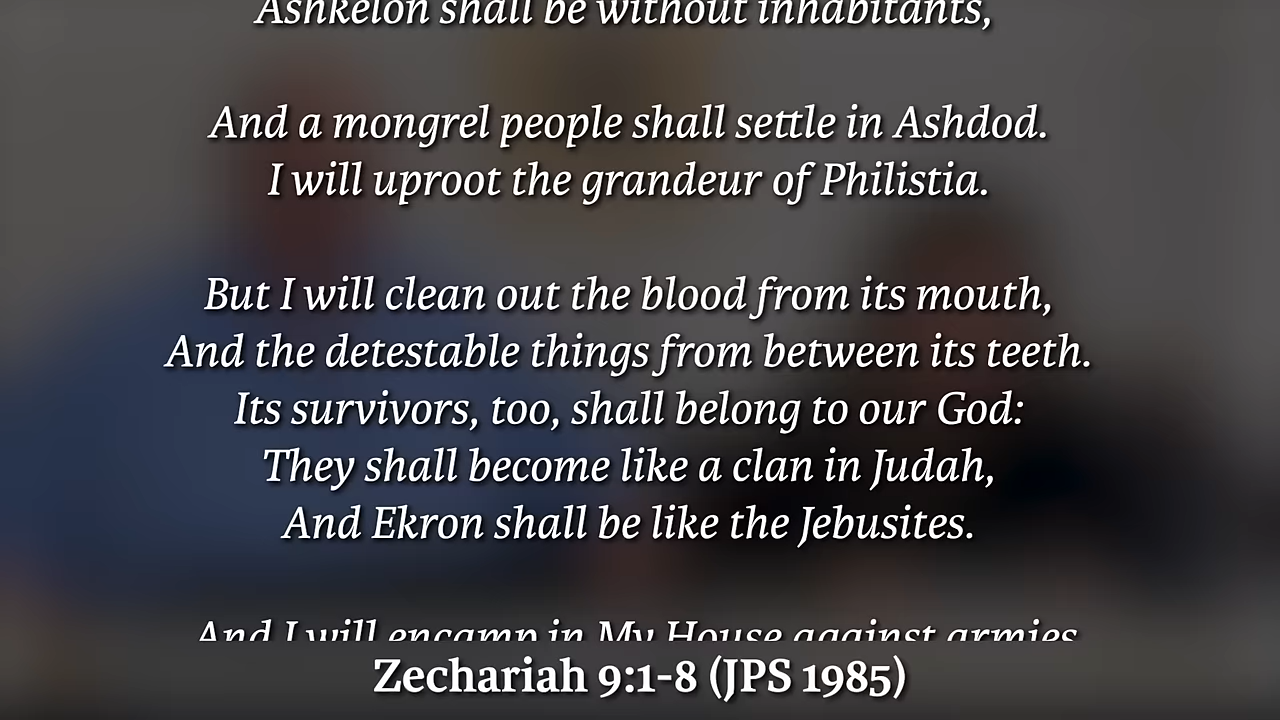 Ashkelon shall be without inhabitants,
And a mongrel people shall settle in Ashdod.
I will uproot the grandeur of Philistia.
But I will clean out the blood from its mouth,
And the detestable things from between its teeth.
Its survivors, too, shall belong to our God:
They shall become like a clan in Judah,
And Ekron shall be like the Jebusites.
And I will encamp in My House against armies
Zechariah 9:1-8 (JPS 1985)